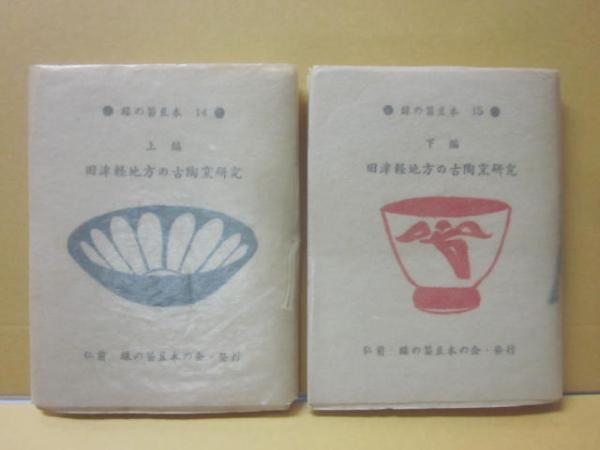 ● 緑の笛豆本 14 ●
上編
旧津軽地方の古陶窯研究
弘前 緑の笛豆本の会・発行
● 緑の笛豆本 15 ●
下編
旧津軽地方の古陶窯研究
弘前 緑の笛豆本の会・発行